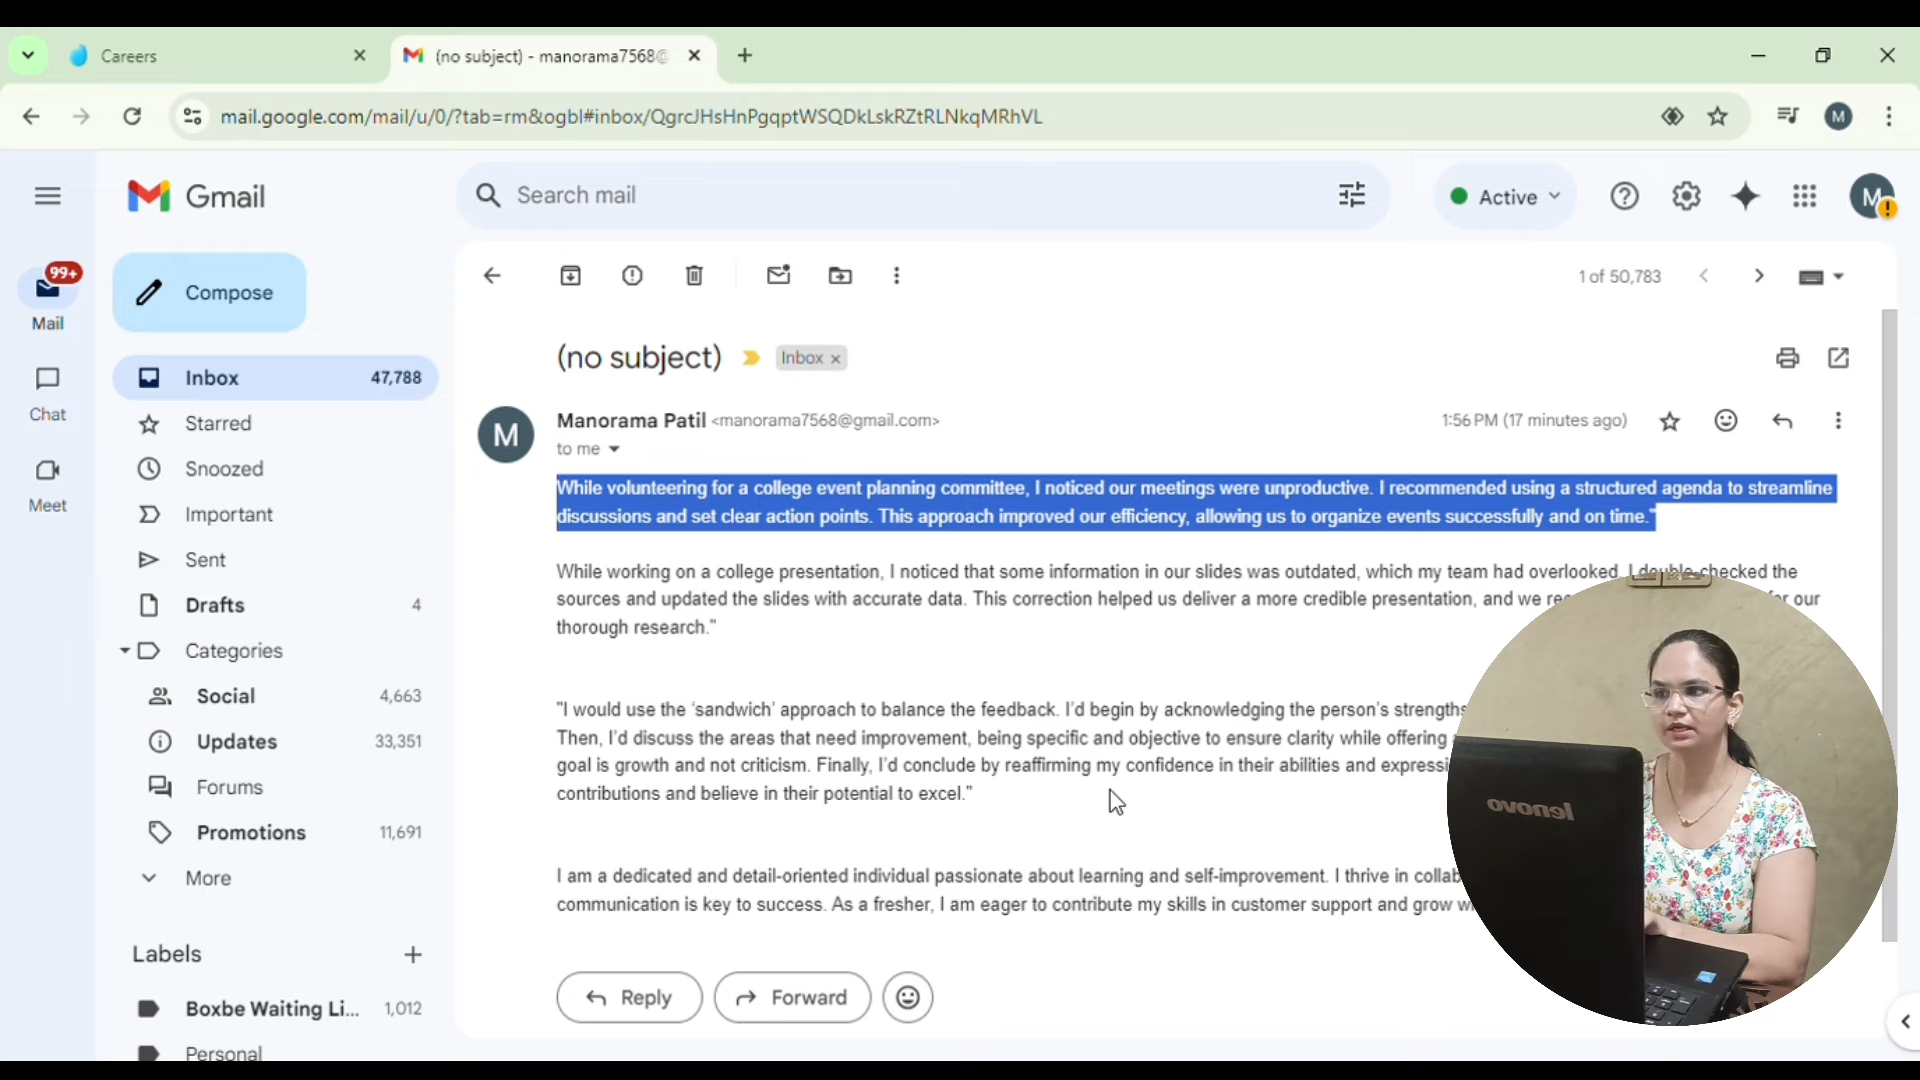 Careers
(no subject) - manorama7568@
mail.google.com/mail/u/0/?tab=rm&ogbl#inbox/QgrcJHsHnPgqptWSQDkLskRZtRLNkqMRhVL
M
Gmail
Search mail
Active
M
99+
Mail
Chat
Meet
Compose
1 of 50,783
Inbox 47,788
Starred
Snoozed
Important
Sent
Drafts 4
Categories
Social 4,663
Updates 33,351
Forums
Promotions 11,691
More
Labels
Boxbe Waiting Li... 1,012
Personal
(no subject)
Inbox
M
Manorama Patil <manorama7568@gmail.com>
1:56 PM (17 minutes ago)
to me
While volunteering for a college event planning committee, I noticed our meetings were unproductive. I recommended using a structured agenda to streamline
discussions and set clear action points. This approach improved our efficiency, allowing us to organize events successfully and on time."
While working on a college presentation, I noticed that some information in our slides was outdated, which my team had overlooked. I double-checked the
sources and updated the slides with accurate data. This correction helped us deliver a more credible presentation, and we for our
thorough research."
"I would use the ‘sandwich’ approach to balance the feedback. I’d begin by acknowledging the person’s strengths
Then, I’d discuss the areas that need improvement, being specific and objective to ensure clarity while offering
goal is growth and not criticism. Finally, I’d conclude by reaffirming my confidence in their abilities and
contributions and believe in their potential to excel."
I am a dedicated and detail-oriented individual passionate about learning and self-improvement. I thrive in
communication is key to success. As a fresher, I am eager to contribute my skills in customer support and grow
Reply
Forward
lenovo